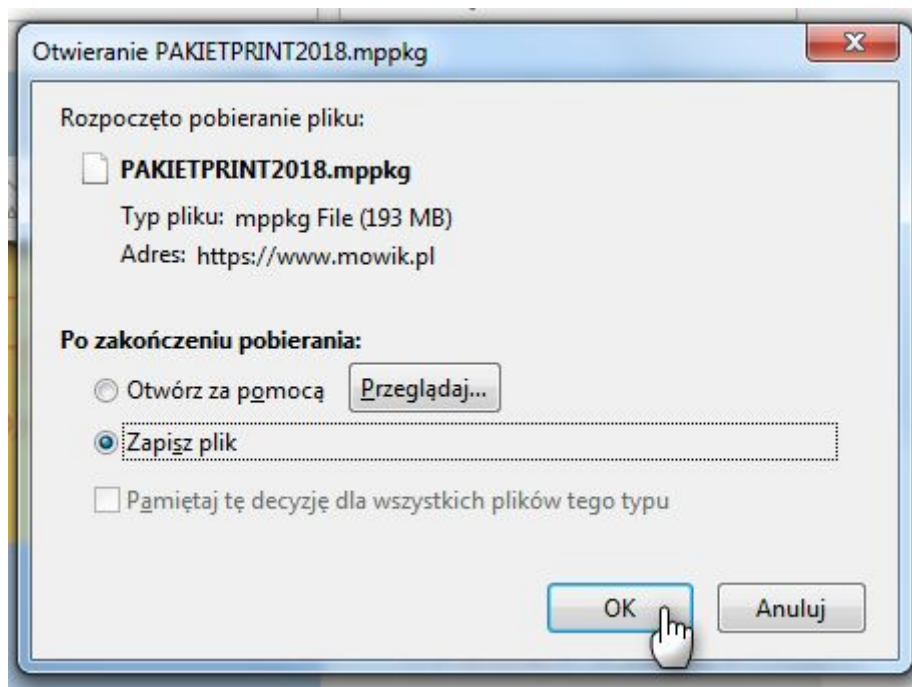 Otwieranie PAKIETPRINT2018.mppkg
Rozpoczęto pobieranie pliku:
PAKIETPRINT2018.mppkg
Typ pliku: mppkg File (193 MB)
Adres: https://www.mowik.pl
Po zakończeniu pobierania:
Otwórz za pomocą Przeglądaj...
Zapisz plik
Pamiętaj tę decyzję dla wszystkich plików tego typu
OK Anuluj